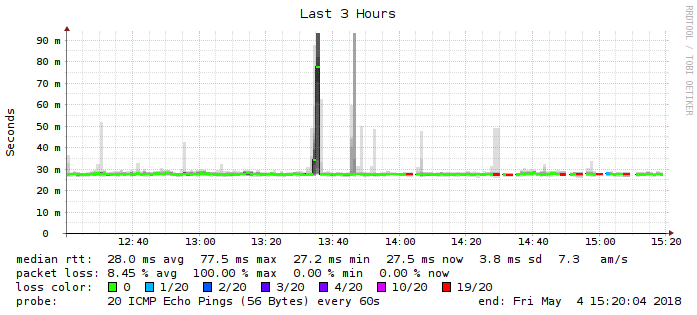 Last 3 Hours
RRDTOOL / TOBI OETIKER
Seconds
90 m
80 m
70 m
60 m
50 m
40 m
30 m
20 m
10 m
0
12:40 13:00 13:20 13:40 14:00 14:20 14:40 15:00 15:20
median rtt: 28.0 ms avg 77.5 ms max 27.2 ms min 27.5 ms now 3.8 ms sd 7.3 am/s
packet loss: 8.45 % avg 100.00 % max 0.00 % min 0.00 % now
loss color: 0 1/20 2/20 3/20 4/20 10/20 19/20
probe: 20 ICMP Echo Pings (56 Bytes) every 60s end: Fri May 4 15:20:04 2018